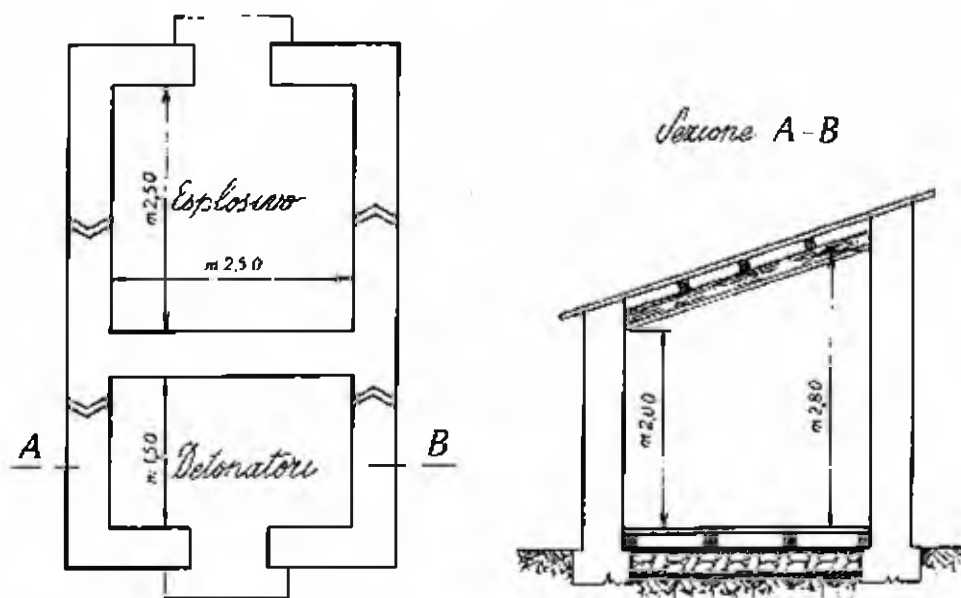 m 2,50
Esplosivo
m 2,50
m 1,50
A
Detonatori
B
Sezione A-B
m 2,00
m 2,80